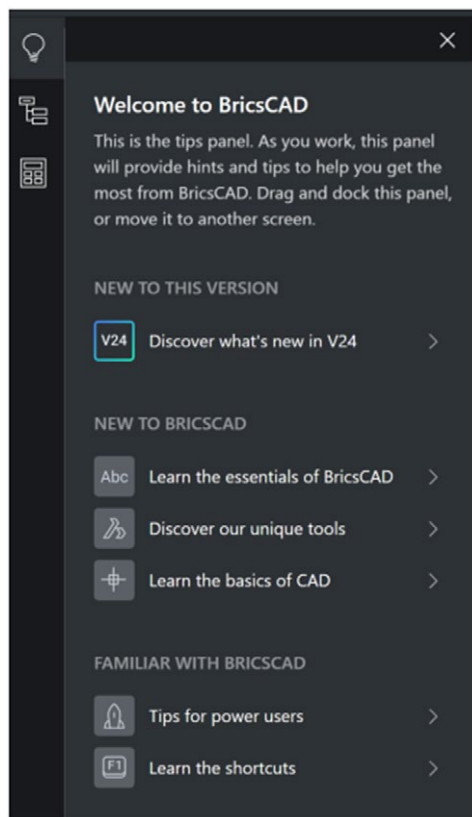 Welcome to BricsCAD
This is the tips panel. As you work, this panel
will provide hints and tips to help you get the
most from BricsCAD. Drag and dock this panel,
or move it to another screen.
NEW TO THIS VERSION
V24 Discover what's new in V24
NEW TO BRICSCAD
Abc Learn the essentials of BricsCAD
Discover our unique tools
Learn the basics of CAD
FAMILIAR WITH BRICSCAD
Tips for power users
F1 Learn the shortcuts